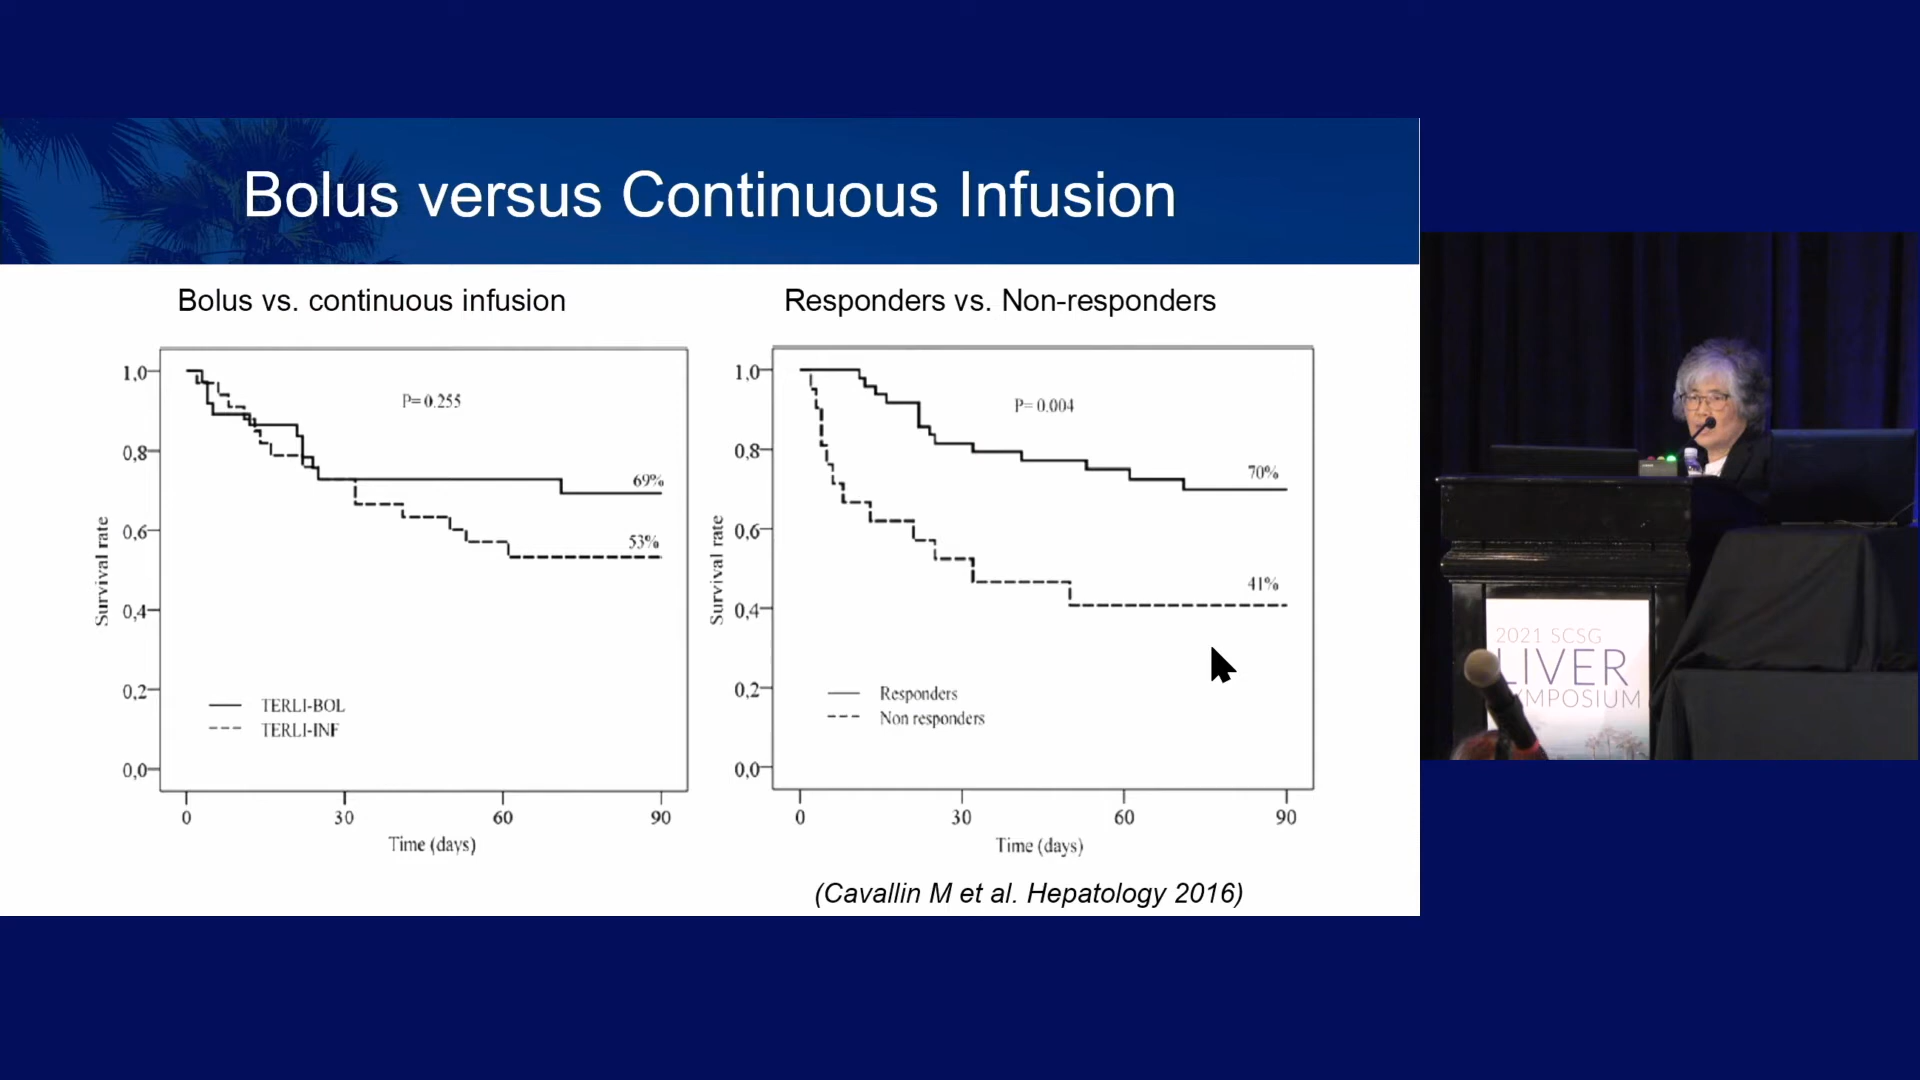 Bolus versus Continuous Infusion
Bolus vs. continuous infusion
Responders vs. Non-responders
1,0
0,8
0,6
0,4
0,2
0,0
Survival rate
P= 0.255
69%
53%
TERLI-BOL
TERLI-INF
0 30 60 90
Time (days)
1,0
0,8
0,6
0,4
0,2
0,0
Survival rate
P= 0.004
70%
41%
Responders
Non responders
0 30 60 90
Time (days)
(Cavallin M et al. Hepatology 2016)
2021 SCSG
LIVER
YMPOSIUM